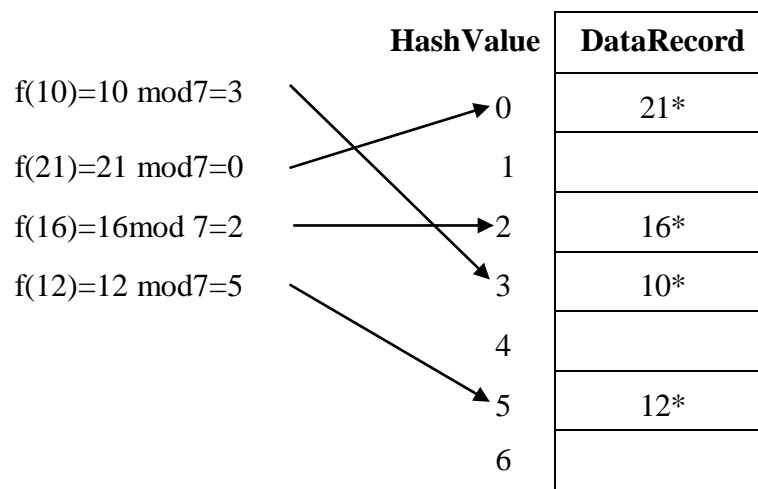 HashValue DataRecord
f(10)=10 mod7=3
0 21*
f(21)=21 mod7=0
1
f(16)=16mod 7=2
2 16*
f(12)=12 mod7=5
3 10*
4
5 12*
6